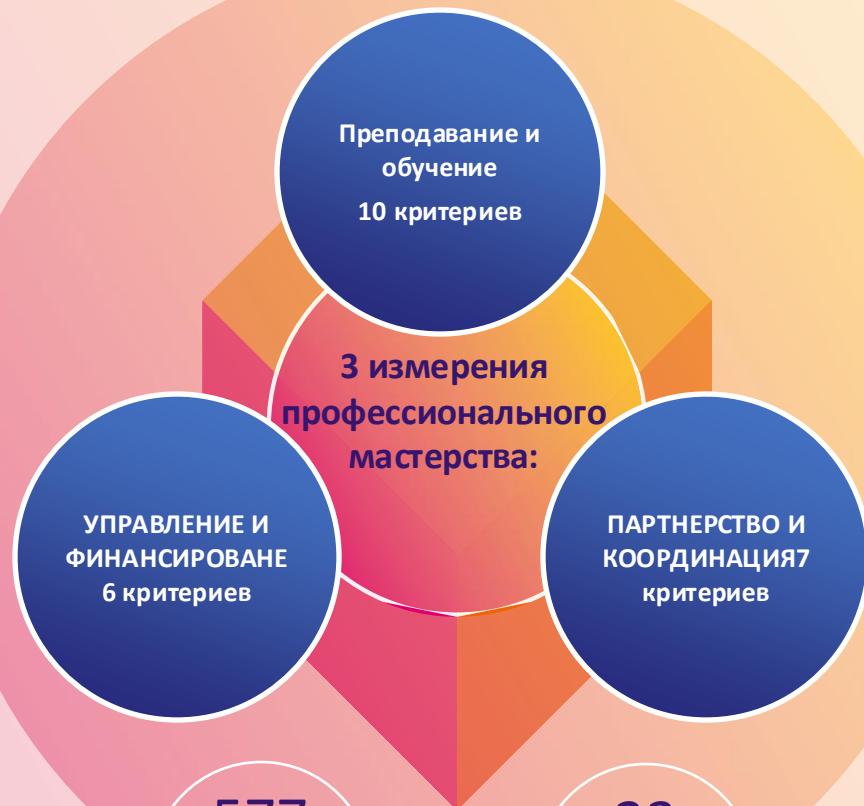 Преподавание и
обучение
10 критериев
3 измерения
профессионального
мастерства:
УПРАВЛЕНИЕ И
ФИНАНСИРОВАНЕ
6 критериев
ПАРТНЕРСТВО И
КООРДИНАЦИЯ7
критериев